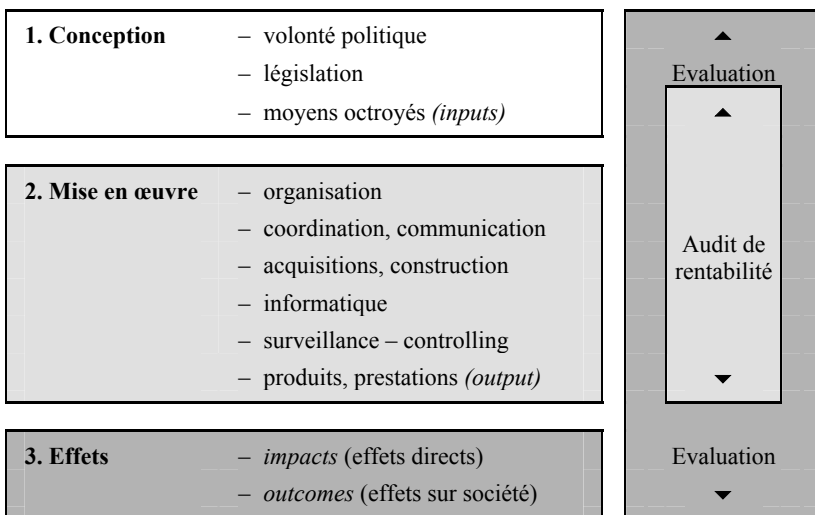 1. Conception – volonté politique
– législation
– moyens octroyés (inputs)
2. Mise en œuvre – organisation
– coordination, communication
– acquisitions, construction
– informatique
– surveillance – controlling
– produits, prestations (output)
3. Effets – impacts (effets directs)
– outcomes (effets sur société)
Evaluation
Audit de
rentabilité
Evaluation